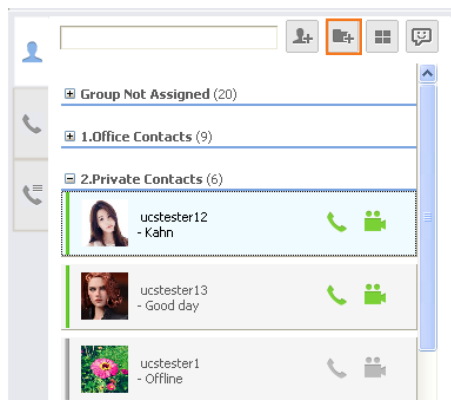 Group Not Assigned (20)
1.Office Contacts (9)
2.Private Contacts (6)
ucstester12
- Kahn
ucstester13
- Good day
ucstester1
- Offline